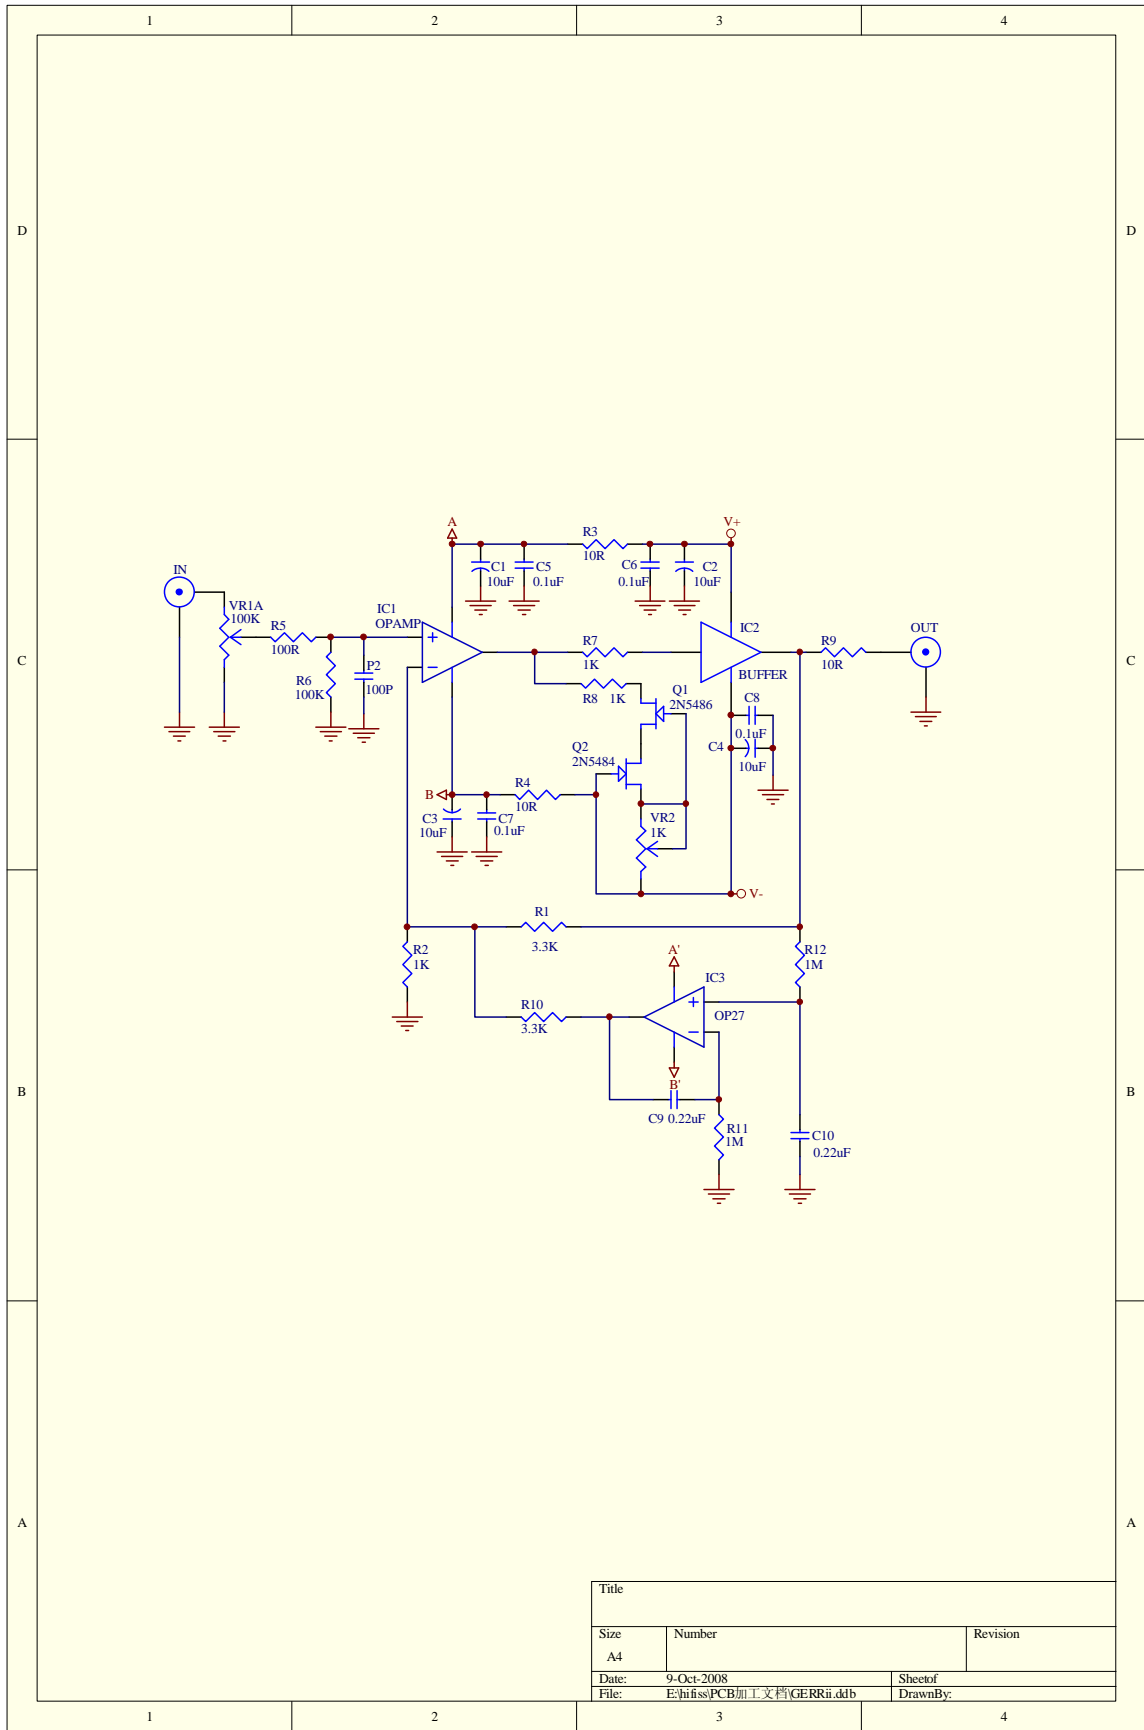 1 2 3 4
D D
A V+
R3
10R
C1 C5 C6 C2
10uF 0.1uF 0.1uF 10uF
IN
VR1A
100K
IC1
OPAMP
R5
100R
R7
1K
IC2
BUFFER
OUT
R9
10R
C C
P2
100P
R6
100K
R8 1K
Q1
2N5486
C8
0.1uF
Q2
2N5484
C4
10uF
R4
10R
B
C3
10uF
C7
0.1uF
VR2
1K
V-
R1
3.3K
R2
1K
A'
R12
1M
IC3
OP27
R10
3.3K
B'
B B
C9 0.22uF
R11
1M
C10
0.22uF
A A
Title
Size Number Revision
A4
Date: 9-Oct-2008 Sheetof
File: E:\hifiss\PCB加工文档\GERRii.ddb DrawnBy:
1 2 3 4